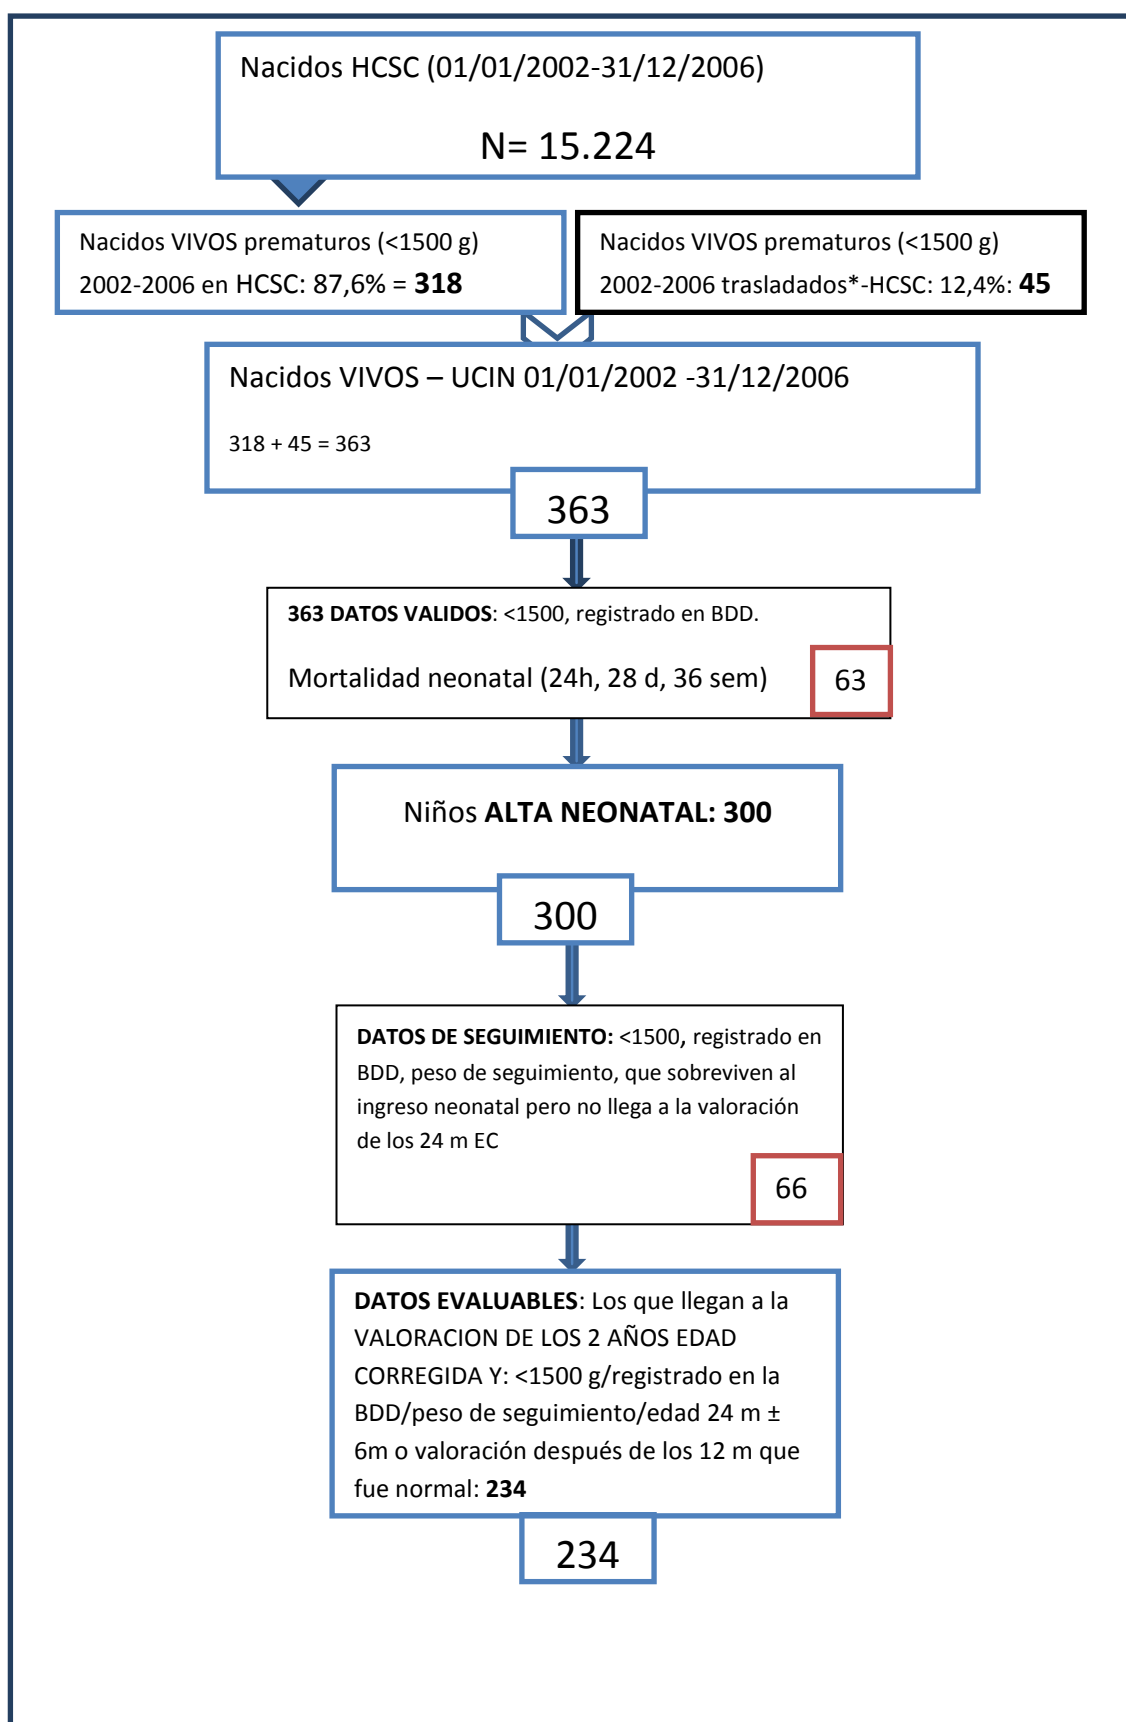 Nacidos HCSC (01/01/2002-31/12/2006)
N= 15.224
Nacidos VIVOS prematuros (<1500 g)
2002-2006 en HCSC: 87,6% = 318
Nacidos VIVOS prematuros (<1500 g)
2002-2006 trasladados*-HCSC: 12,4%: 45
Nacidos VIVOS – UCIN 01/01/2002 -31/12/2006
318 + 45 = 363
363
363 DATOS VALIDOS: <1500, registrado en BDD.
Mortalidad neonatal (24h, 28 d, 36 sem)
63
Niños ALTA NEONATAL: 300
300
DATOS DE SEGUIMIENTO: <1500, registrado en
BDD, peso de seguimiento, que sobreviven al
ingreso neonatal pero no llega a la valoración
de los 24 m EC
66
DATOS EVALUABLES: Los que llegan a la
VALORACION DE LOS 2 AÑOS EDAD
CORREGIDA Y: <1500 g/registrado en la
BDD/peso de seguimiento/edad 24 m ±
6m o valoración después de los 12 m que
fue normal: 234
234